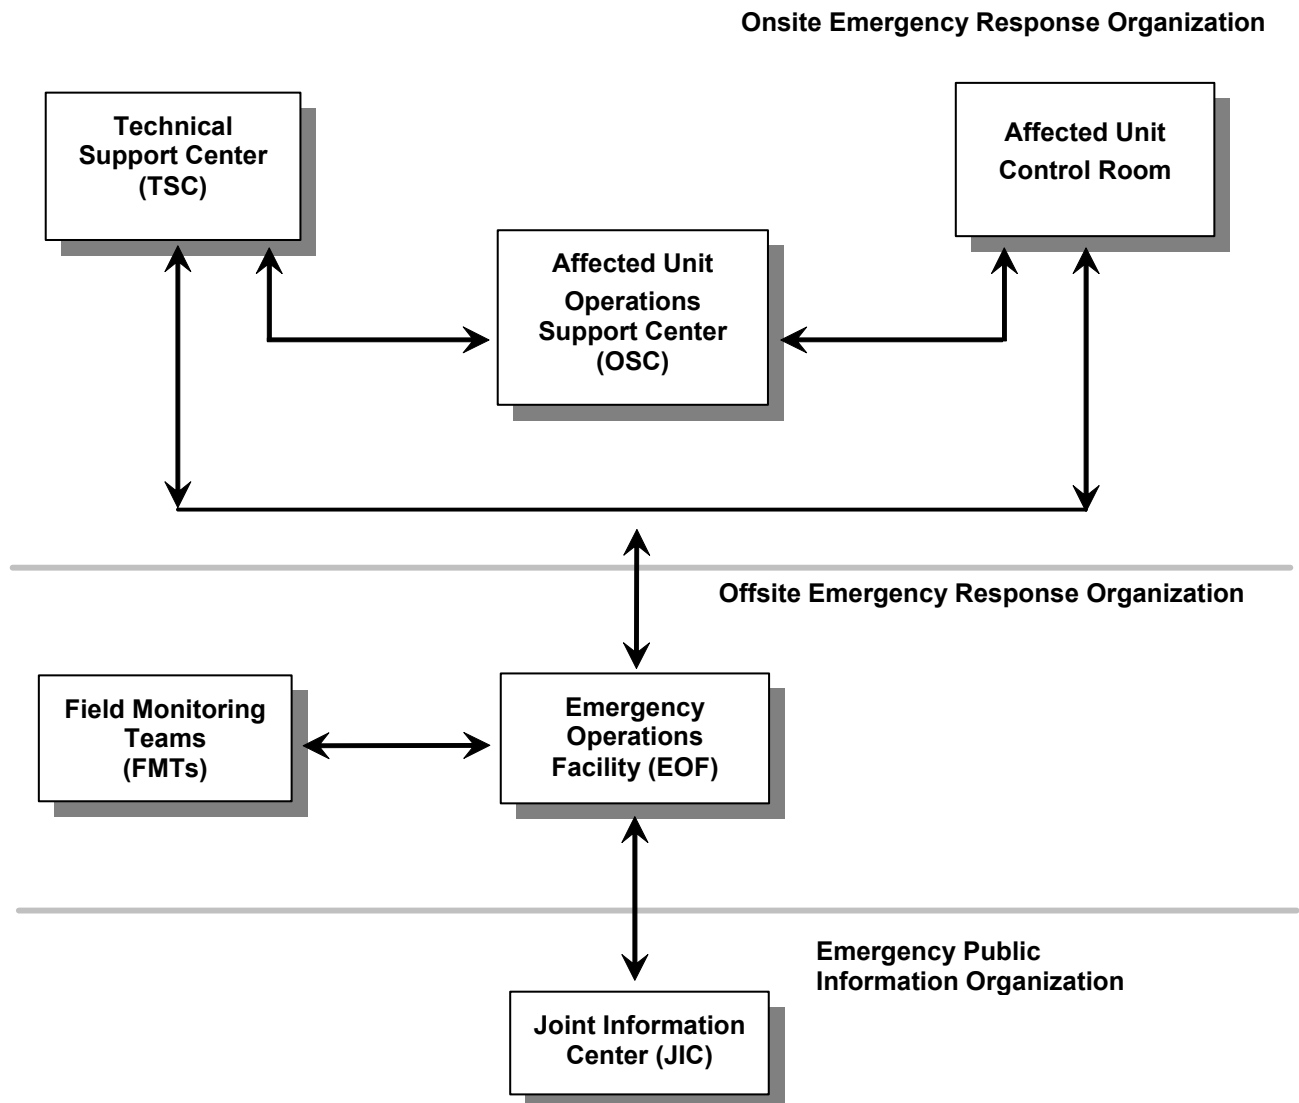 Onsite Emergency Response Organization
Technical
Support Center
(TSC)
Affected Unit
Control Room
Affected Unit
Operations
Support Center
(OSC)
Offsite Emergency Response Organization
Field Monitoring
Teams
(FMTs)
Emergency
Operations
Facility (EOF)
Emergency Public
Information Organization
Joint Information
Center (JIC)